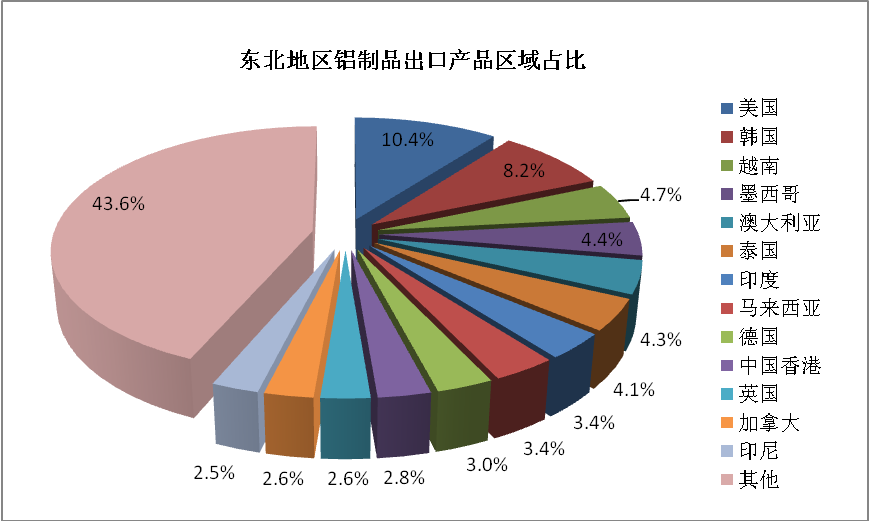 东北地区铝制品出口产品区域占比
10.4%
8.2%
4.7%
4.4%
4.3%
4.1%
3.4%
3.4%
3.0%
2.8%
2.6%
2.6%
2.5%
43.6%
美国
韩国
越南
墨西哥
澳大利亚
泰国
印度
马来西亚
德国
中国香港
英国
加拿大
印尼
其他